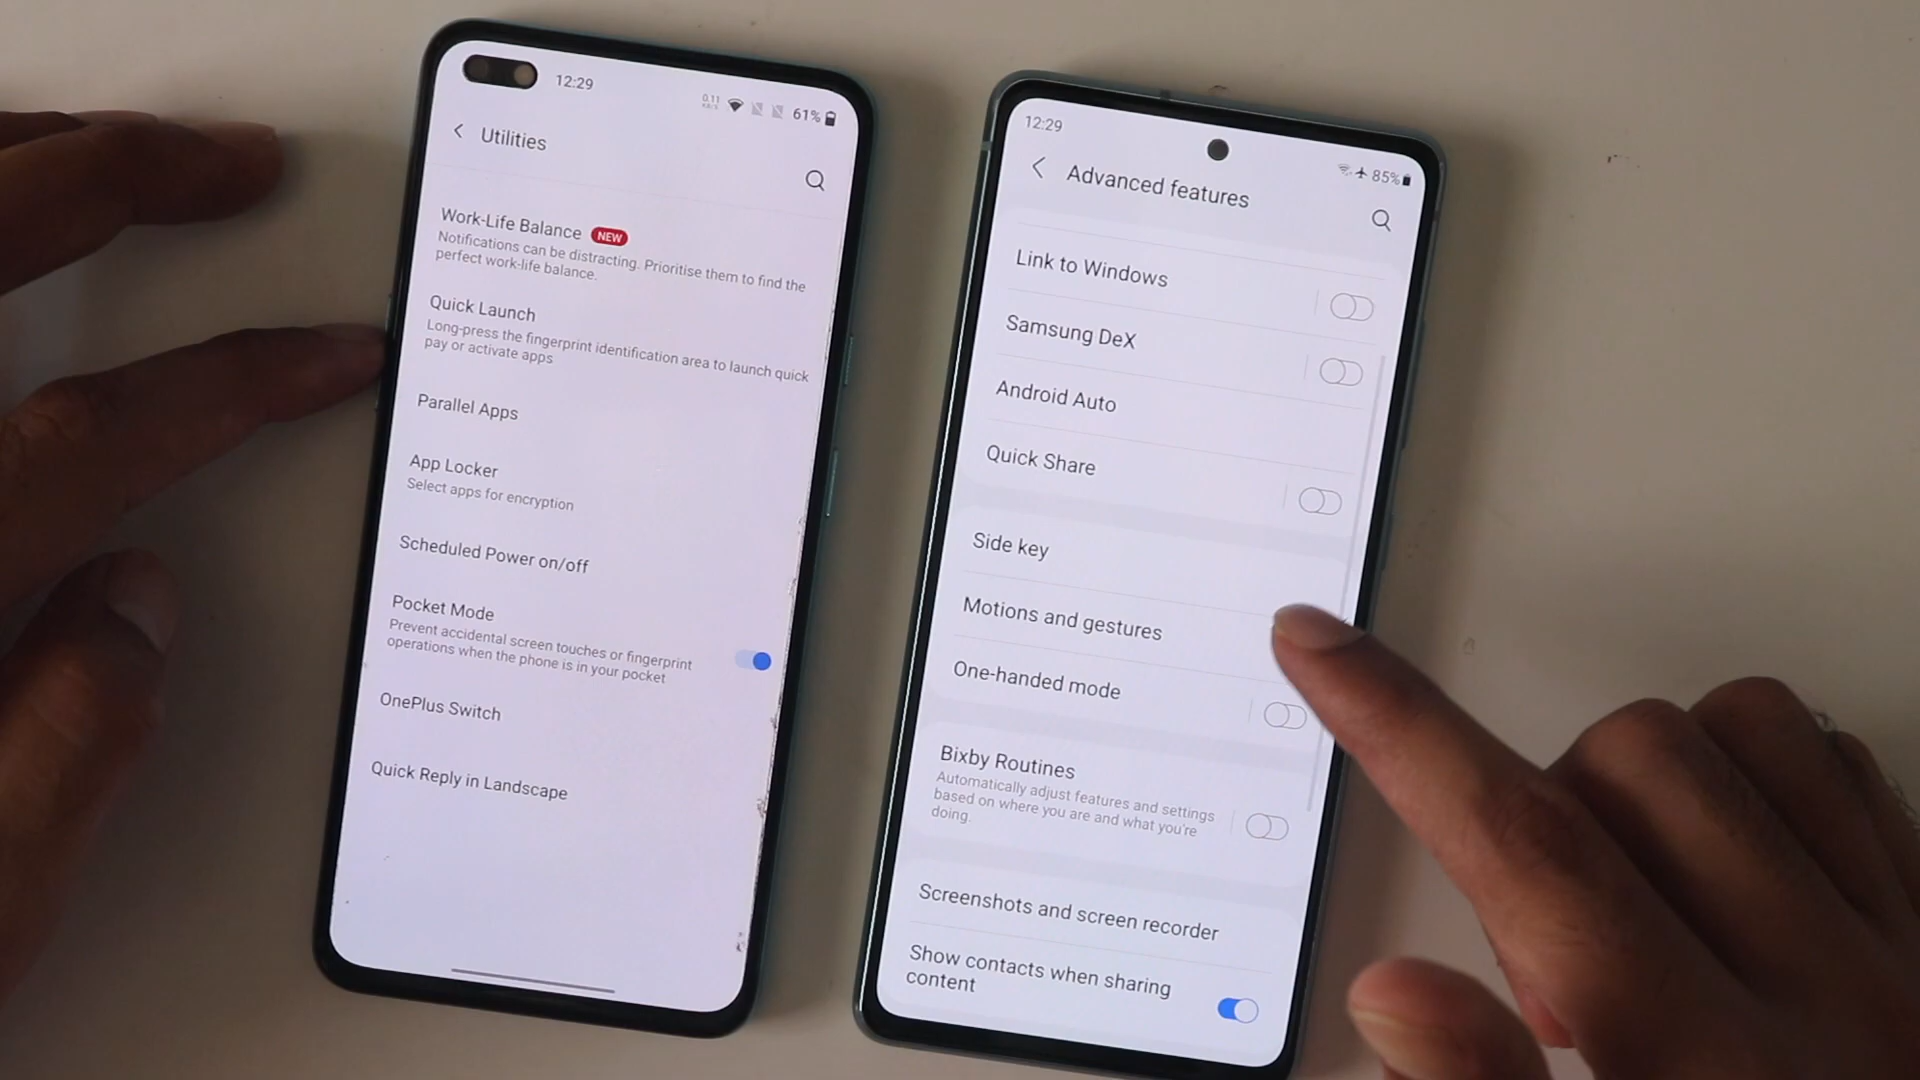 12:29
0.11
KB/S
61%
Utilities
Work-Life Balance NEW
Notifications can be distracting. Prioritise them to find the
perfect work-life balance.
Quick Launch
Long-press the fingerprint identification area to launch quick
pay or activate apps
Parallel Apps
App Locker
Select apps for encryption
Scheduled Power on/off
Pocket Mode
Prevent accidental screen touches or fingerprint
operations when the phone is in your pocket
OnePlus Switch
Quick Reply in Landscape
12:29
85%
Advanced features
Link to Windows
Samsung DeX
Android Auto
Quick Share
Side key
Motions and gestures
One-handed mode
Bixby Routines
Automatically adjust features and settings
based on where you are and what you're
doing.
Screenshots and screen recorder
Show contacts when sharing
content